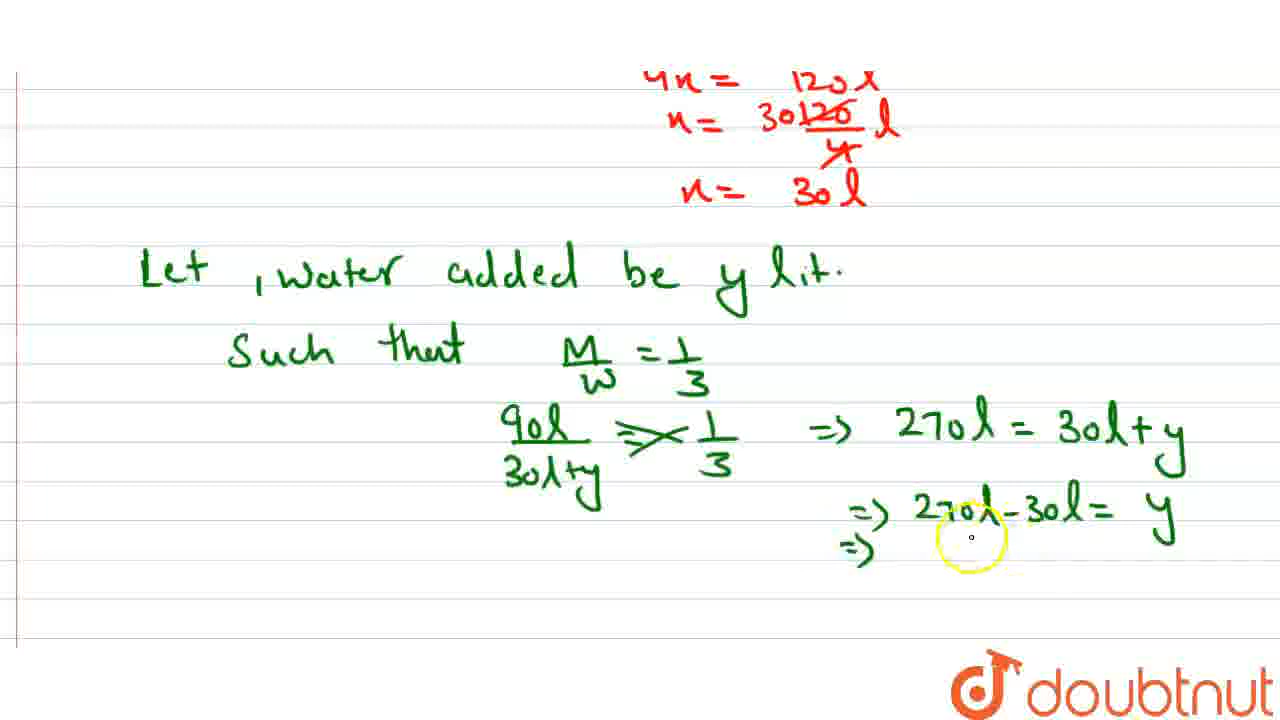 4x = 120 l
x = 30 120/4 l
x = 30 l
Let , water added be y lit.
Such that M/W = 1/3
90l/30l+y = 1/3 => 270l = 30l + y
=> 270l - 30l = y
=>
doubtnut